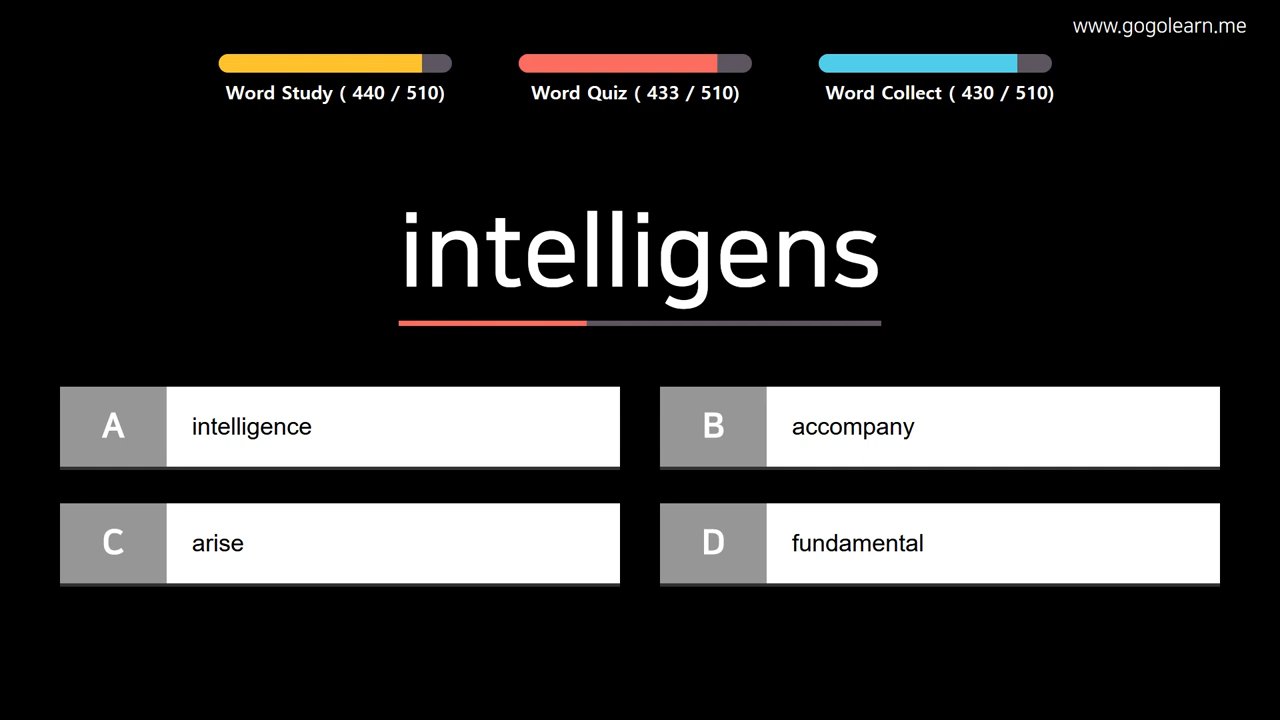 www.gogolearn.me
Word Study ( 440 / 510)
Word Quiz ( 433 / 510)
Word Collect ( 430 / 510)
intelligens
A intelligence
B accompany
C arise
D fundamental